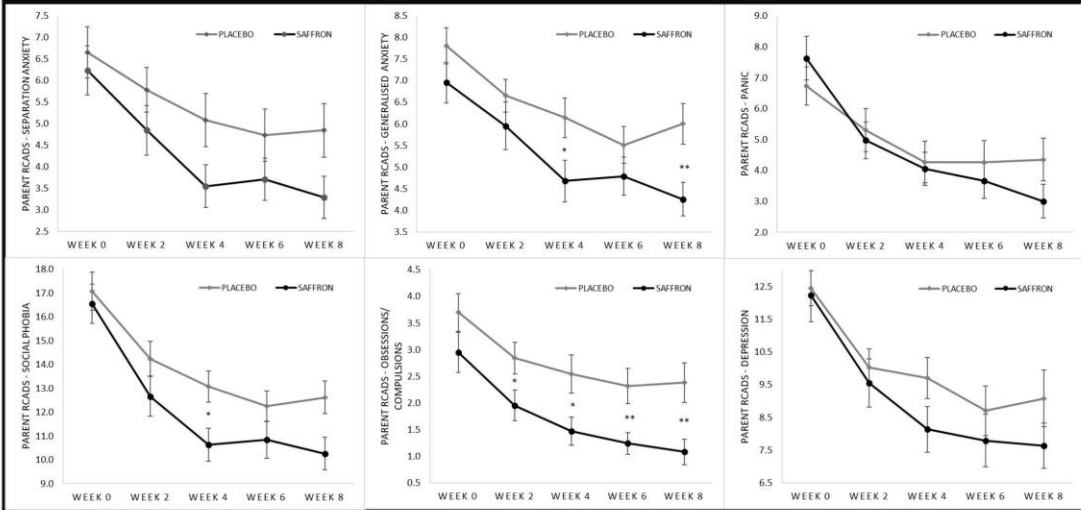 PARENT RCADS - SEPARATION ANXIETY
7.5
7.0
6.5
6.0
5.5
5.0
4.5
4.0
3.5
3.0
2.5
PLACEBO
SAFFRON
WEEK 0
WEEK 2
WEEK 4
WEEK 6
WEEK 8
PARENT RCADS - GENERALISED ANXIETY
8.5
8.0
7.5
7.0
6.5
6.0
5.5
5.0
4.5
4.0
3.5
PLACEBO
SAFFRON
*
**
WEEK 0
WEEK 2
WEEK 4
WEEK 6
WEEK 8
PARENT RCADS - PANIC
9.0
8.0
7.0
6.0
5.0
4.0
3.0
2.0
PLACEBO
SAFFRON
WEEK 0
WEEK 2
WEEK 4
WEEK 6
WEEK 8
PARENT RCADS - SOCIAL PHOBIA
18.0
17.0
16.0
15.0
14.0
13.0
12.0
11.0
10.0
9.0
PLACEBO
SAFFRON
*
WEEK 0
WEEK 2
WEEK 4
WEEK 6
WEEK 8
PARENT RCADS - OBSESSIONS/
COMPULSIONS
4.5
4.0
3.5
3.0
2.5
2.0
1.5
1.0
0.5
PLACEBO
SAFFRON
*
*
**
**
WEEK 0
WEEK 2
WEEK 4
WEEK 6
WEEK 8
PARENT RCADS - DEPRESSION
12.5
11.5
10.5
9.5
8.5
7.5
6.5
PLACEBO
SAFFRON
WEEK 0
WEEK 2
WEEK 4
WEEK 6
WEEK 8